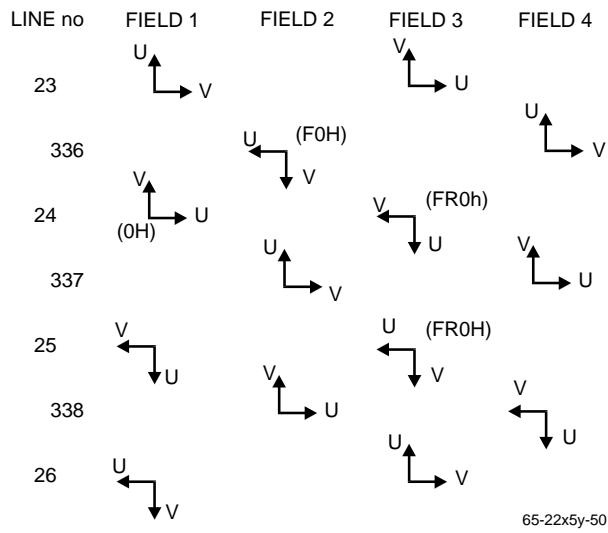 LINE no FIELD 1 FIELD 2 FIELD 3 FIELD 4
U V
23 V U
U
336 U (F0H) V V
V
24 (0H) U V (FR0h) U
U V
337 V U
V U (FR0H)
25 U V
V V
338 U U
U U
26 V V
65-22x5y-50